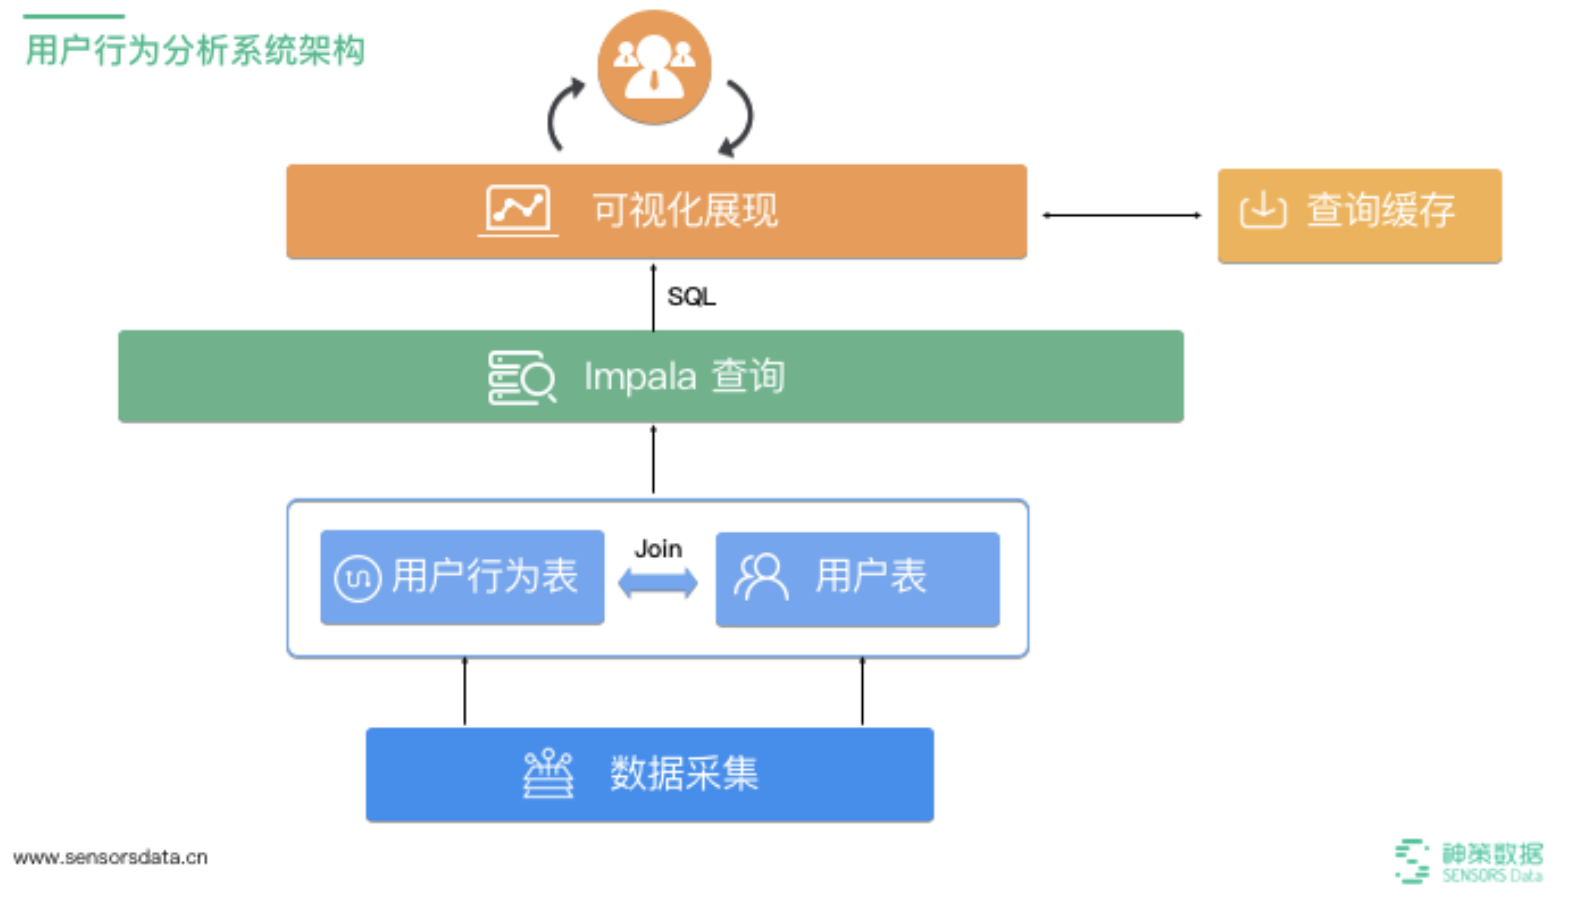 用户行为分析系统架构
可视化展现
查询缓存
SQL
Impala 查询
用户行为表
Join
用户表
数据采集
www.sensorsdata.cn
神策数据
SENSORS Data